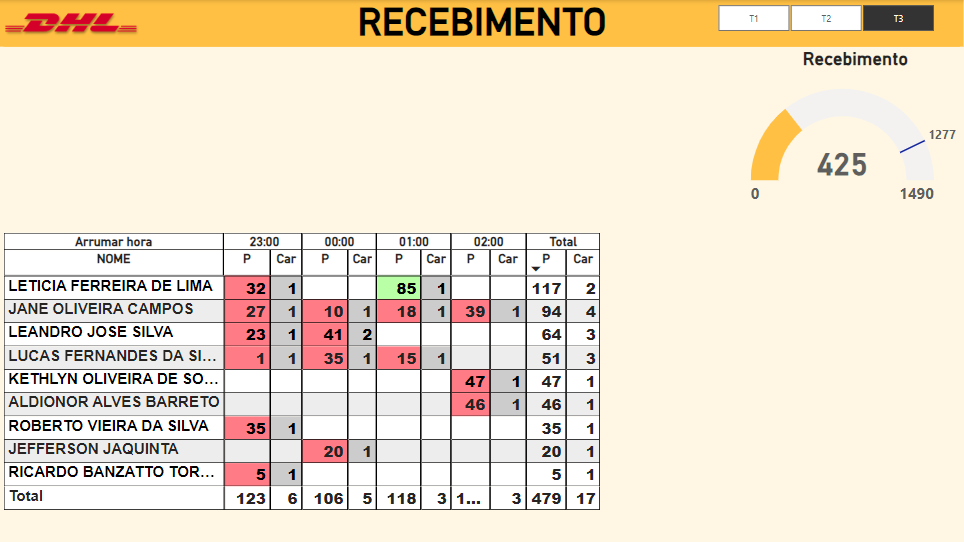 DHL RECEBIMENTO T1 T2 T3
Recebimento
1277
425
0 1490
Arrumar hora 23:00 00:00 01:00 02:00 Total
NOME P Car P Car P Car P Car P Car
LETICIA FERREIRA DE LIMA 32 1 85 1 117 2
JANE OLIVEIRA CAMPOS 27 1 10 1 18 1 39 1 94 4
LEANDRO JOSE SILVA 23 1 41 2 64 3
LUCAS FERNANDES DA SI... 1 1 35 1 15 1 51 3
KETHLYN OLIVEIRA DE SO... 47 1 47 1
ALDIONOR ALVES BARRETO 46 1 46 1
ROBERTO VIEIRA DA SILVA 35 1 35 1
JEFFERSON JAQUINTA 20 1 20 1
RICARDO BANZATTO TOR... 5 1 5 1
Total 123 6 106 5 118 3 1... 3 479 17